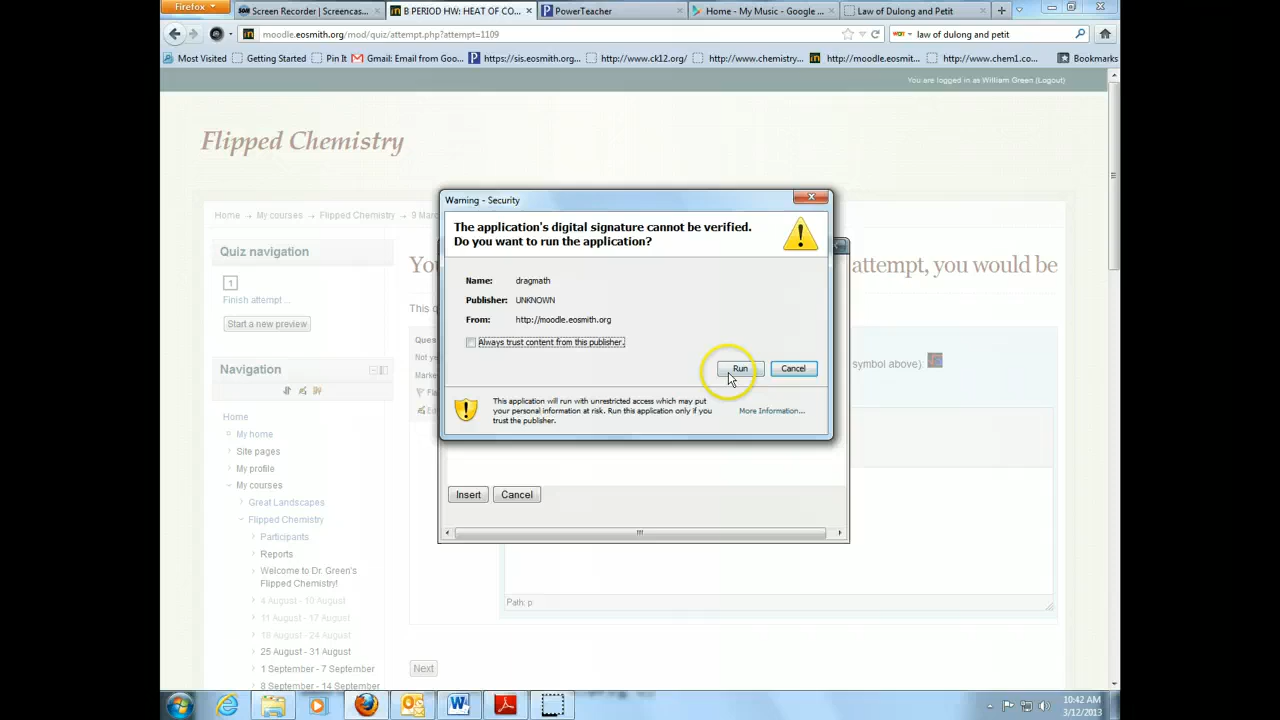 Firefox
Screen Recorder | Screencas...
B PERIOD HW: HEAT OF CO...
PowerTeacher
Home - My Music - Google ...
Law of Dulong and Petit
moodle.eosmith.org/mod/quiz/attempt.php?attempt=1109
law of dulong and petit
Most Visited
Getting Started
Pin It
Gmail: Email from Goo...
https://sis.eosmith.org...
http://www.ck12.org/
http://www.chemistry...
http://moodle.eosmit...
http://www.chem1.co...
Bookmarks
You are logged in as William Green (Logout)
Flipped Chemistry
Home → My courses → Flipped Chemistry → 9 Marc
Quiz navigation
1
Finish attempt ...
Start a new preview
You
attempt, you would be
This q
Ques
Not ye
Marke
Fla
Ed
symbol above).
Warning - Security
The application's digital signature cannot be verified.
Do you want to run the application?
Name: dragmath
Publisher: UNKNOWN
From: http://moodle.eosmith.org
Always trust content from this publisher.
Run
Cancel
This application will run with unrestricted access which may put
your personal information at risk. Run this application only if you
trust the publisher.
More Information...
Insert
Cancel
Navigation
Home
My home
Site pages
My profile
My courses
Great Landscapes
Flipped Chemistry
Participants
Reports
Welcome to Dr. Green's
Flipped Chemistry!
4 August - 10 August
11 August - 17 August
18 August - 24 August
25 August - 31 August
1 September - 7 September
8 September - 14 September
Path: p
Next
10:42 AM
3/12/2013